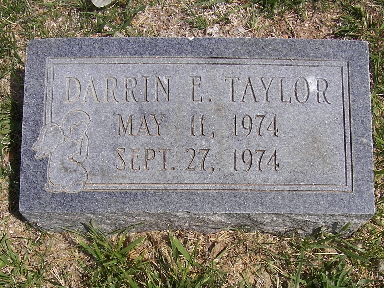 DARRIN E. TAYLOR
MAY 11, 1974
SEPT. 27, 1974